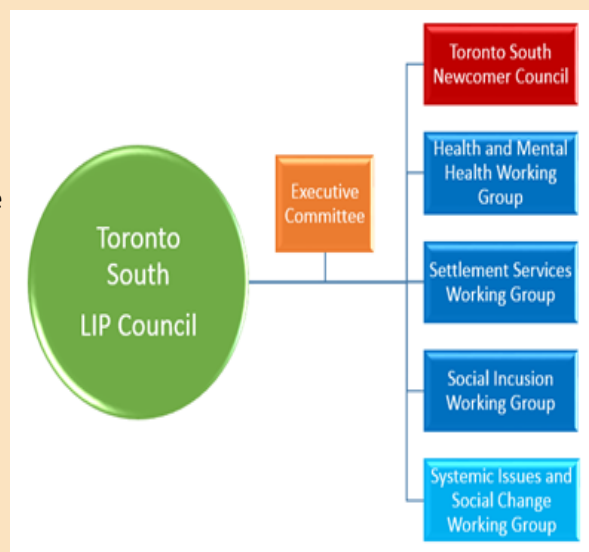 Toronto
South
LIP Council
Executive
Committee
Toronto South
Newcomer Council
Health and Mental
Health Working
Group
Settlement Services
Working Group
Social Incusion
Working Group
Systemic Issues and
Social Change
Working Group
e